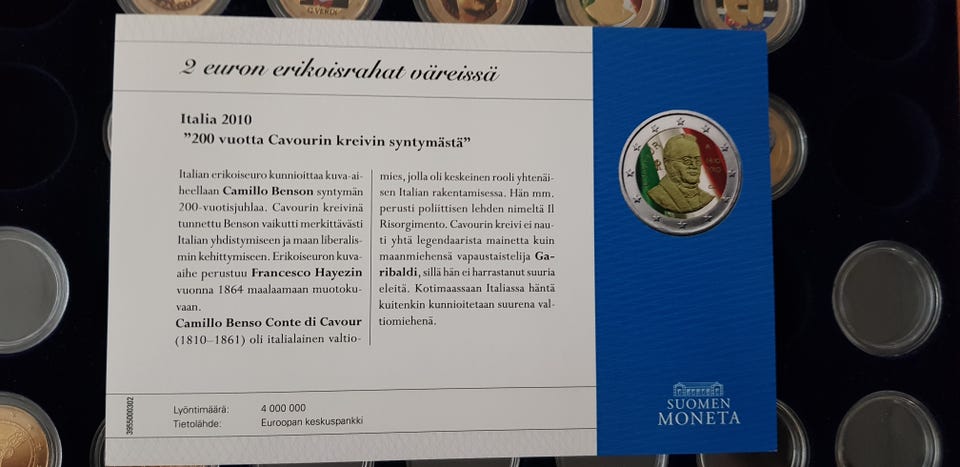 G.VERDI
2 euron erikoisrahat väreissä
Italia 2010
”200 vuotta Cavourin kreivin syntymästä”
Italian erikoiseuro kunnioittaa kuva-ai-
heellaan Camillo Benson syntymän
200-vuotisjuhlaa. Cavourin kreivinä
tunnettu Benson vaikutti merkittävästi
Italian yhdistymiseen ja maan liberalis-
min kehittymiseen. Erikoiseuron kuva-
aihe perustuu Francesco Hayezin
vuonna 1864 maalaamaan muotoku-
vaan.
Camillo Benso Conte di Cavour
(1810–1861) oli italialainen valtio-
mies, jolla oli keskeinen rooli yhtenäi-
sen Italian rakentamisessa. Hän mm.
perusti poliittisen lehden nimeltä Il
Risorgimento. Cavourin kreivi ei nau-
ti yhtä legendaarista mainetta kuin
maanmiehensä vapaustaistelija Ga-
ribaldi, sillä hän ei harrastanut suuria
eleitä. Kotimaassaan Italiassa häntä
kuitenkin kunnioitetaan suurena val-
tiomiehenä.
3955000302
Lyöntimäärä: 4 000 000
Tietolähde: Euroopan keskuspankki
SUOMEN
MONETA